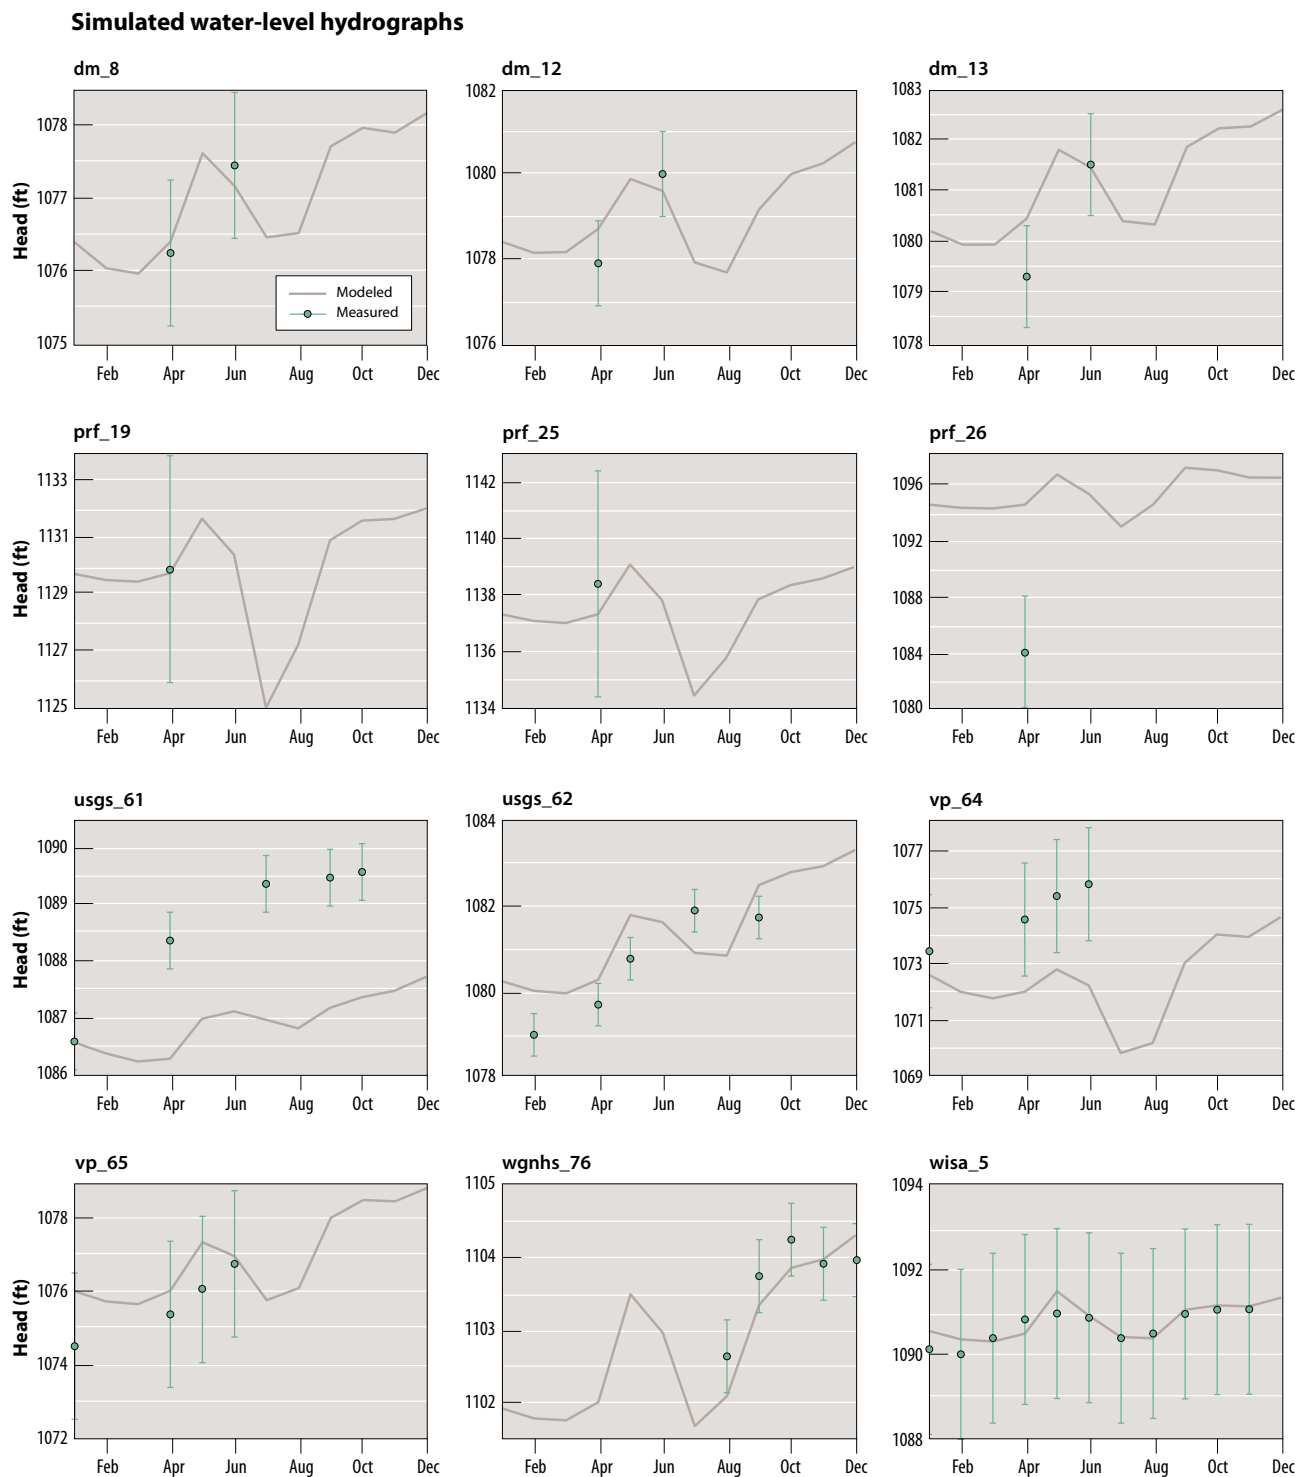 Simulated water-level hydrographs
dm_8
dm_12
dm_13
Head (ft)
1078
1077
1076
1075
Modeled
Measured
Feb Apr Jun Aug Oct Dec
1082
1080
1078
1076
Feb Apr Jun Aug Oct Dec
1083
1082
1081
1080
1079
1078
Feb Apr Jun Aug Oct Dec
prf_19
prf_25
prf_26
Head (ft)
1133
1131
1129
1127
1125
Feb Apr Jun Aug Oct Dec
1142
1140
1138
1136
1134
Feb Apr Jun Aug Oct Dec
1096
1092
1088
1084
1080
Feb Apr Jun Aug Oct Dec
usgs_61
usgs_62
vp_64
Head (ft)
1090
1089
1088
1087
1086
Feb Apr Jun Aug Oct Dec
1084
1082
1080
1078
Feb Apr Jun Aug Oct Dec
1077
1075
1073
1071
1069
Feb Apr Jun Aug Oct Dec
vp_65
wgnhs_76
wisa_5
Head (ft)
1078
1076
1074
1072
Feb Apr Jun Aug Oct Dec
1105
1104
1103
1102
Feb Apr Jun Aug Oct Dec
1094
1092
1090
1088
Feb Apr Jun Aug Oct Dec